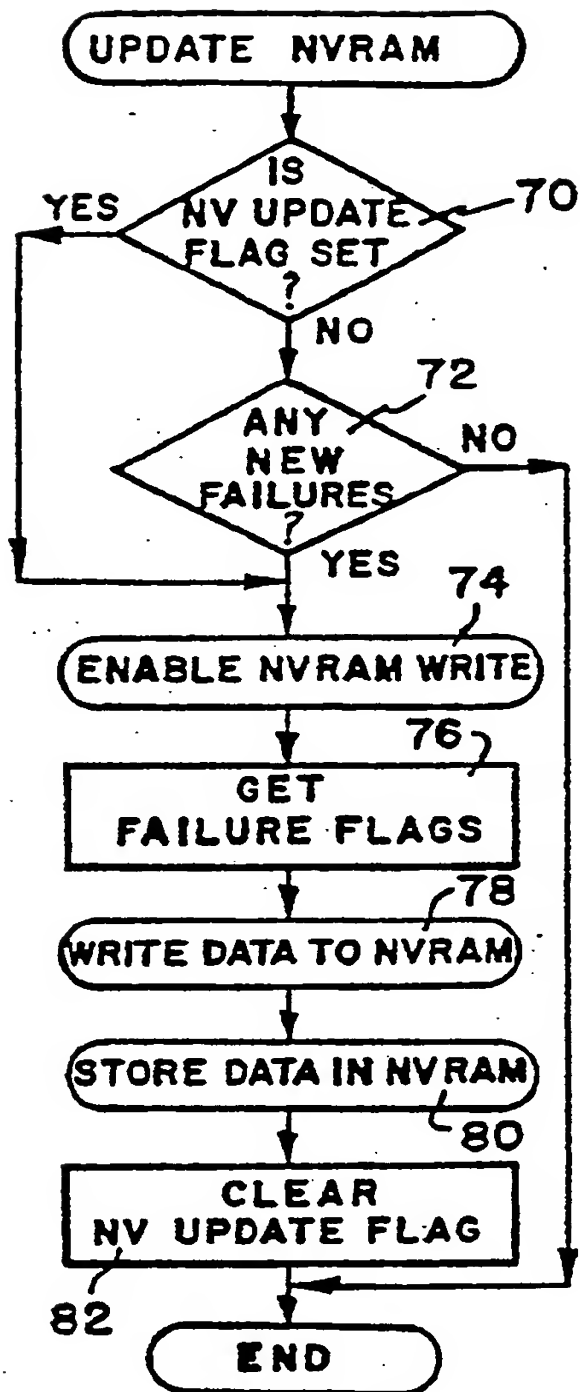 UPDATE NVRAM
IS
NV UPDATE
FLAG SET
?
70
YES
NO
72
ANY
NEW
FAILURES
?
NO
YES
74
ENABLE NVRAM WRITE
76
GET
FAILURE FLAGS
78
WRITE DATA TO NVRAM
STORE DATA IN NVRAM
80
CLEAR
NV UPDATE FLAG
82
END